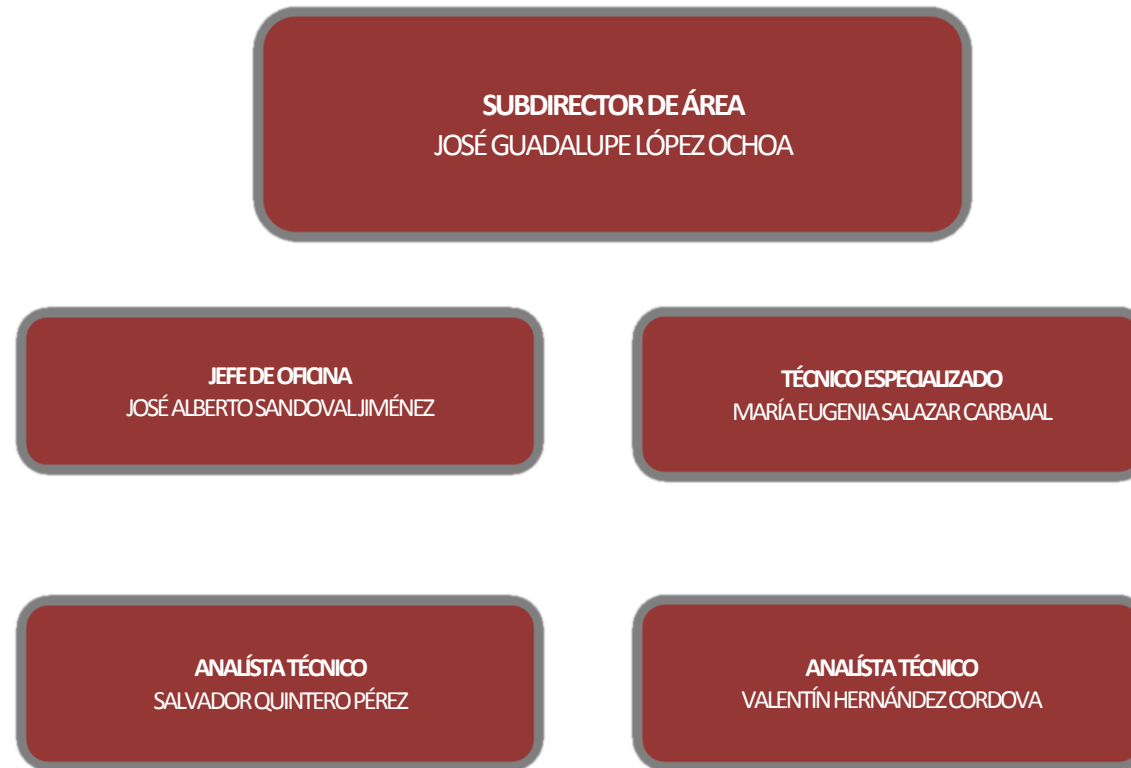 SUBDIRECTOR DE ÁREA
JOSÉ GUADALUPE LÓPEZ OCHOA
JEFE DE OFICINA
JOSÉ ALBERTO SANDOVAL JIMÉNEZ
TÉCNICO ESPECIALIZADO
MARÍA EUGENIA SALAZAR CARBAJAL
ANALÍSTA TÉCNICO
SALVADOR QUINTERO PÉREZ
ANALÍSTA TÉCNICO
VALENTÍN HERNÁNDEZ CORDOVA